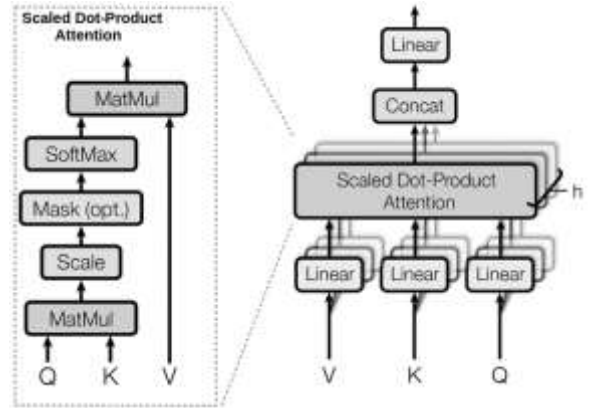 Scaled Dot-Product
Attention
MatMul
SoftMax
Mask (opt.)
Scale
MatMul
Q K V
Linear
Concat
Scaled Dot-Product
Attention
h
Linear Linear Linear
V K Q